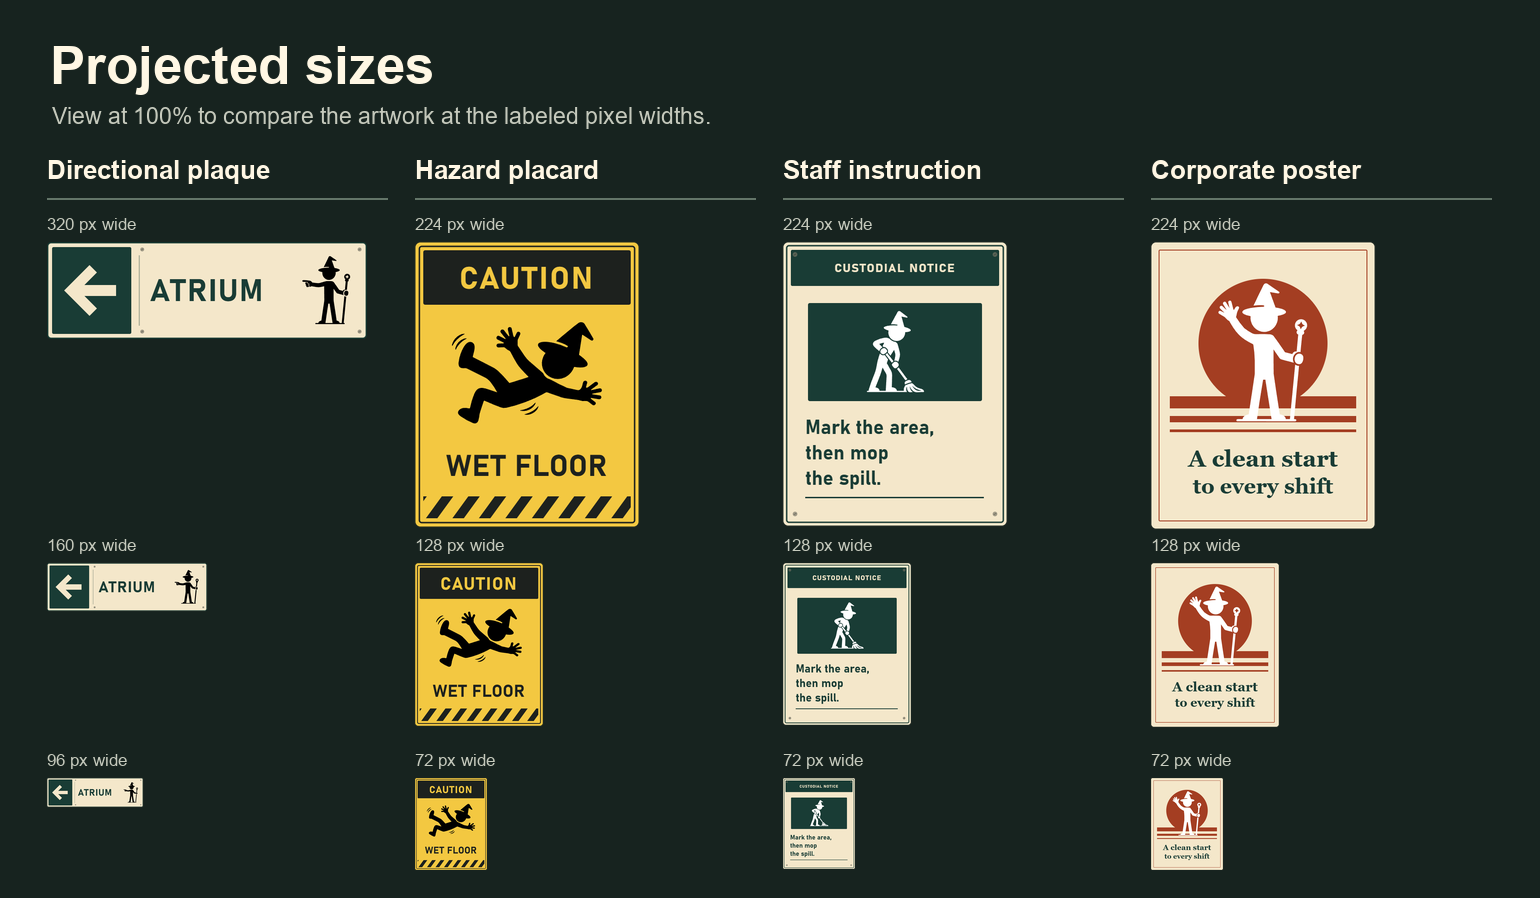 Projected sizes
View at 100% to compare the artwork at the labeled pixel widths.
Directional plaque
Hazard placard
Staff instruction
Corporate poster
320 px wide
224 px wide
224 px wide
224 px wide
ATRIUM
CAUTION
WET FLOOR
CUSTODIAL NOTICE
Mark the area,
then mop
the spill.
A clean start
to every shift
160 px wide
128 px wide
128 px wide
128 px wide
ATRIUM
CAUTION
WET FLOOR
CUSTODIAL NOTICE
Mark the area,
then mop
the spill.
A clean start
to every shift
96 px wide
72 px wide
72 px wide
72 px wide
ATRIUM
CAUTION
WET FLOOR
CUSTODIAL NOTICE
Mark the area,
then mop
the spill.
A clean start
to every shift